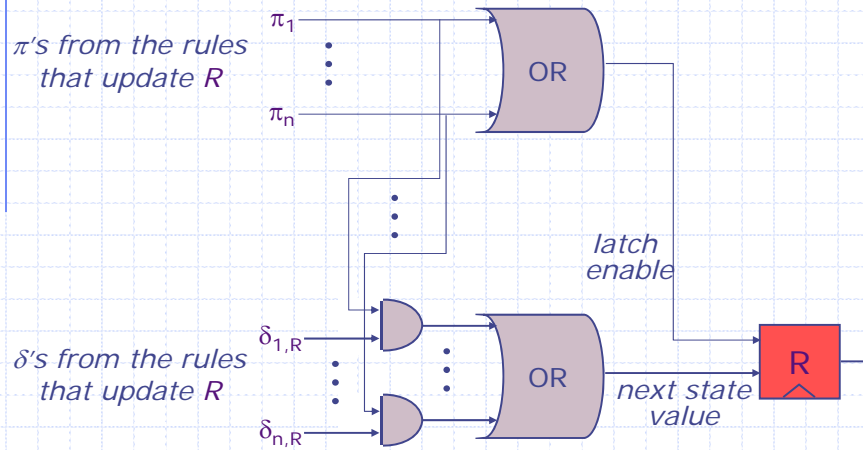 π1
π's from the rules
that update R
OR
πn
latch
enable
δ1,R
δ's from the rules
that update R
OR
R
next state
value
δn,R